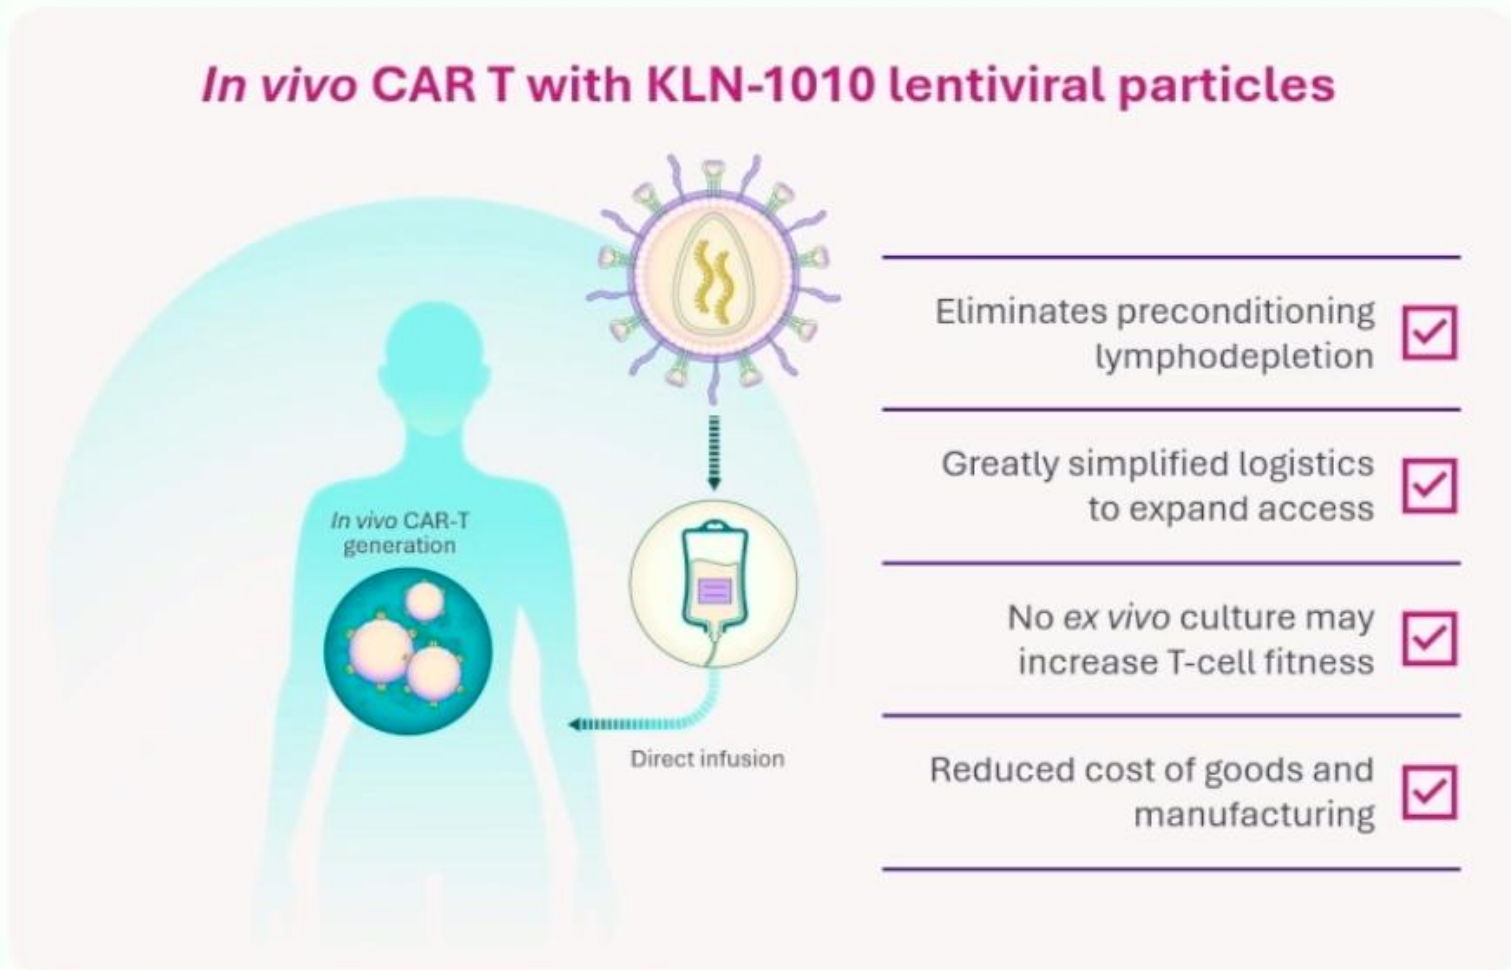 In vivo CAR T with KLN-1010 lentiviral particles
In vivo CAR-T
generation
Direct infusion
Eliminates preconditioning
lymphodepletion
Greatly simplified logistics
to expand access
No ex vivo culture may
increase T-cell fitness
Reduced cost of goods and
manufacturing